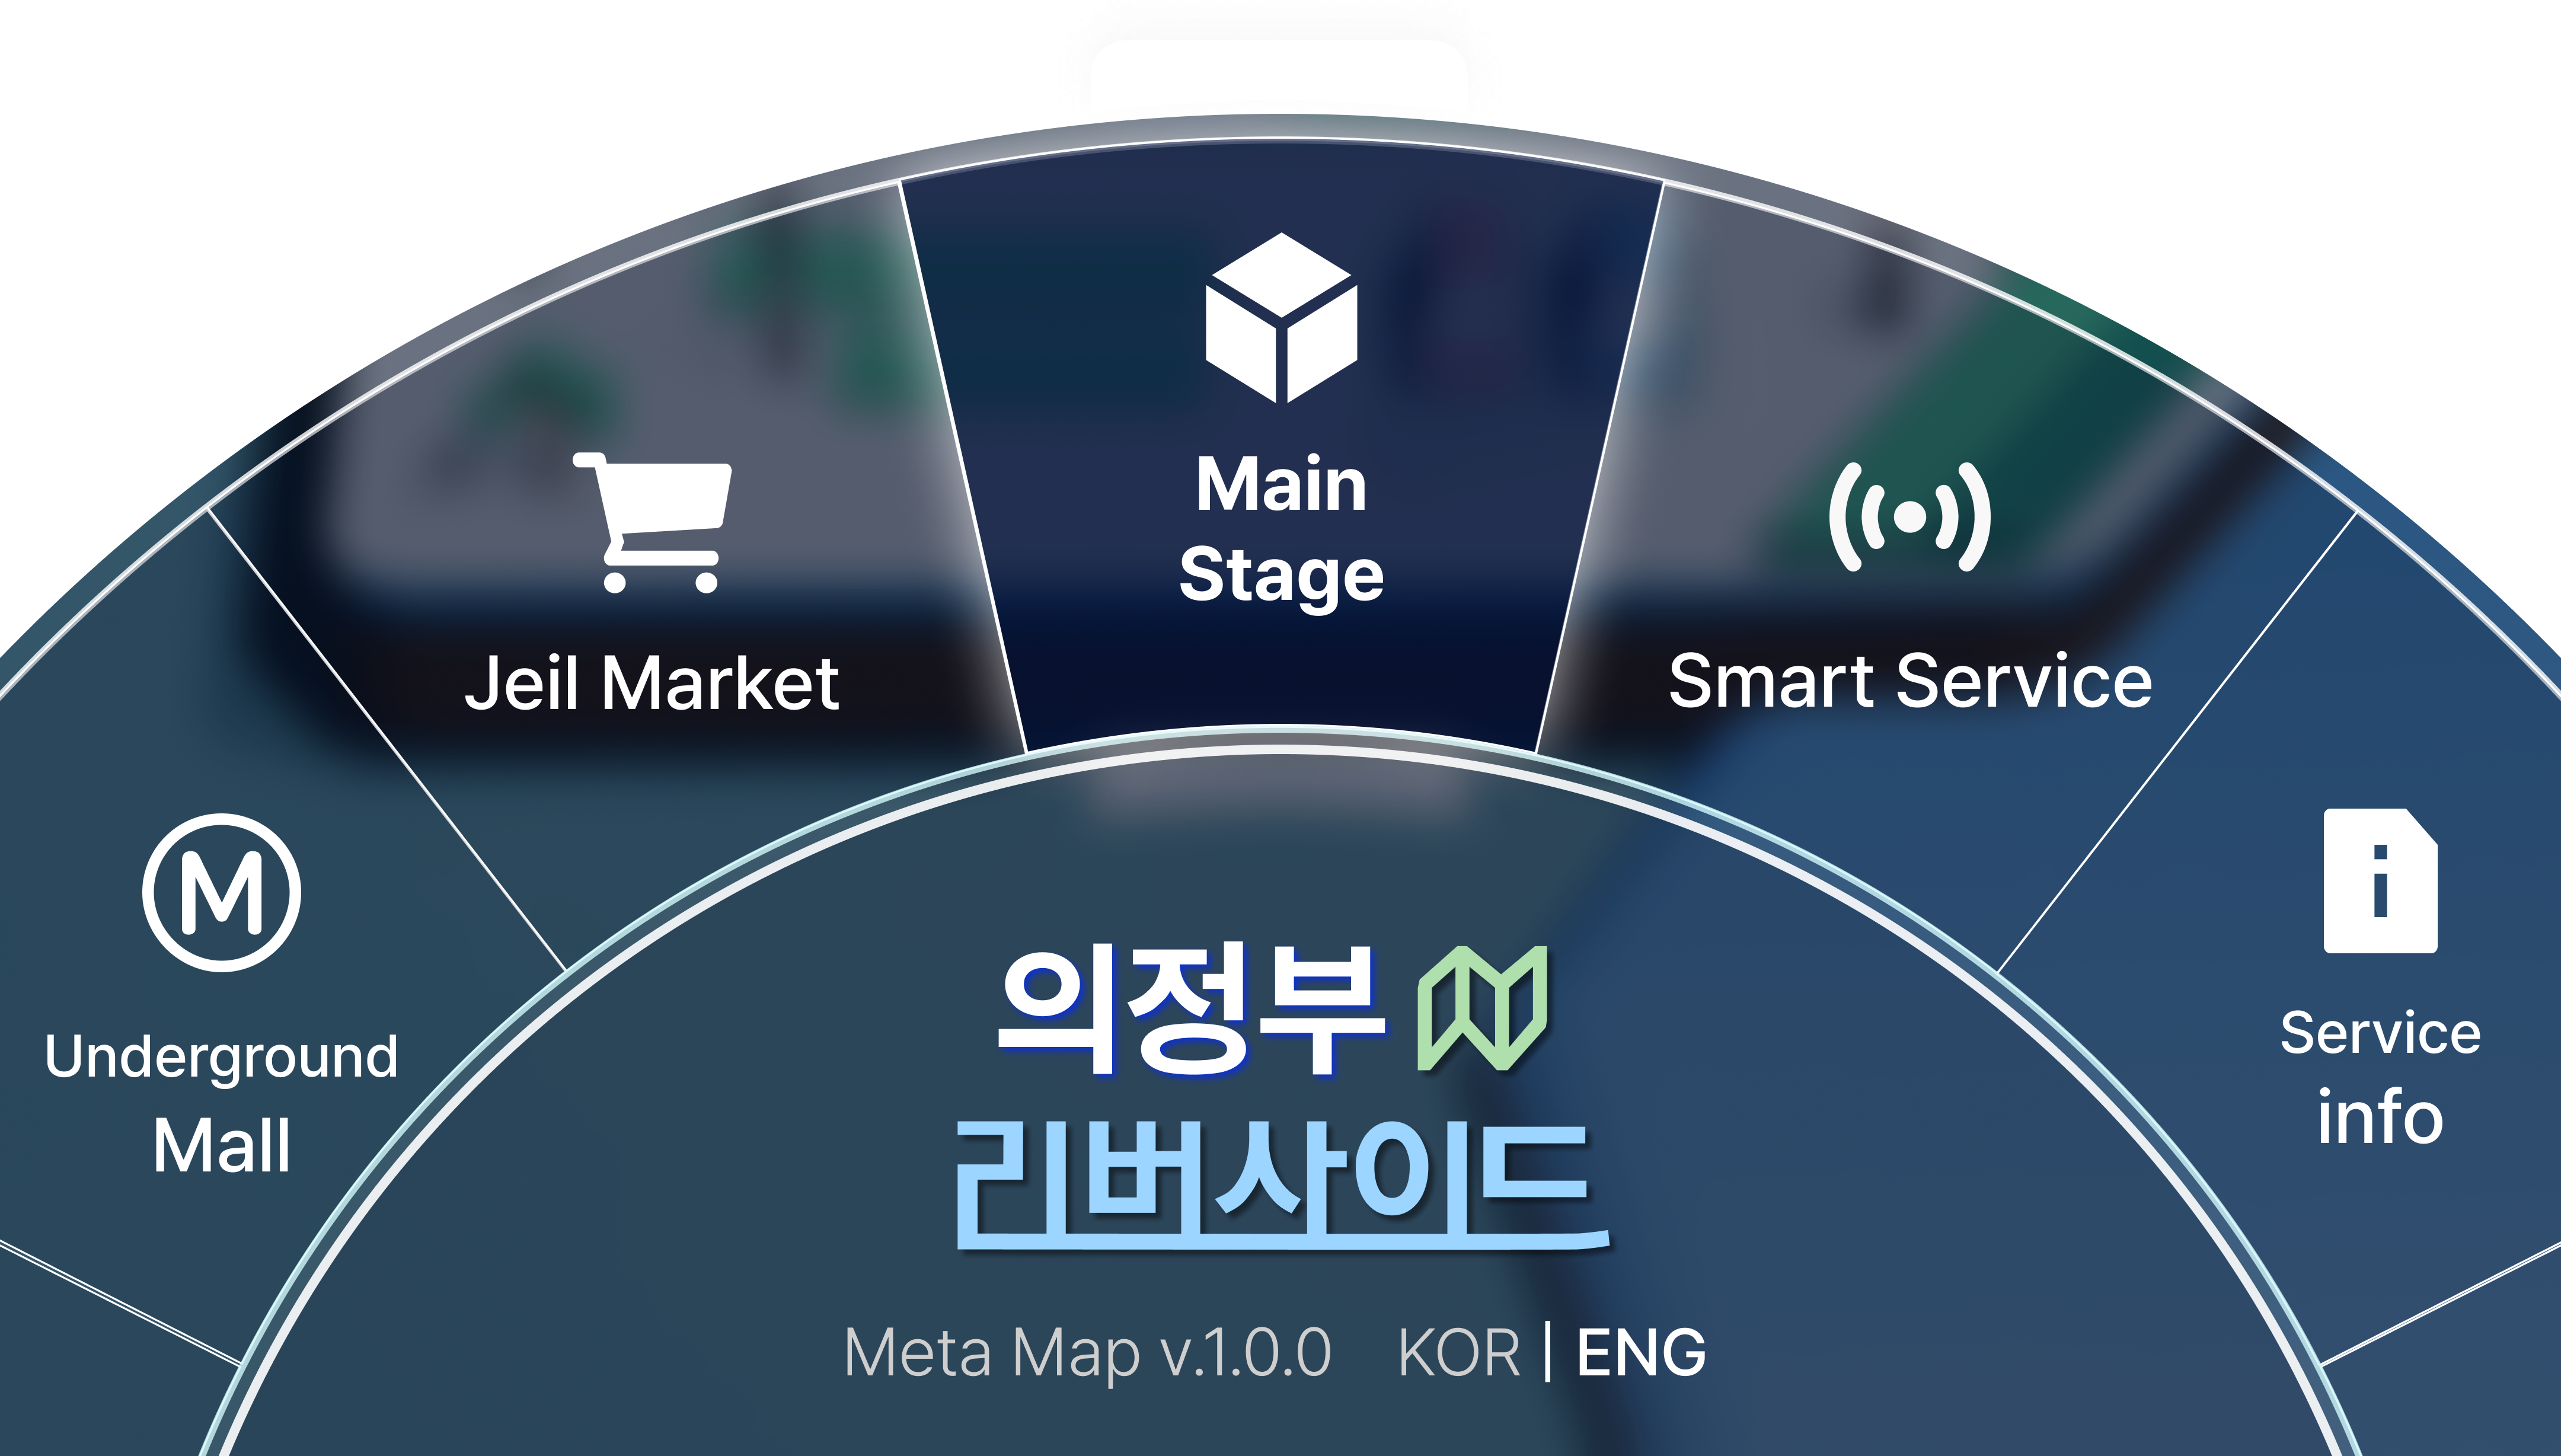 Main
Stage
Jeil Market
Smart Service
M
Underground
Mall
i
Service
info
의정부
리버사이드
Meta Map v.1.0.0 KOR | ENG